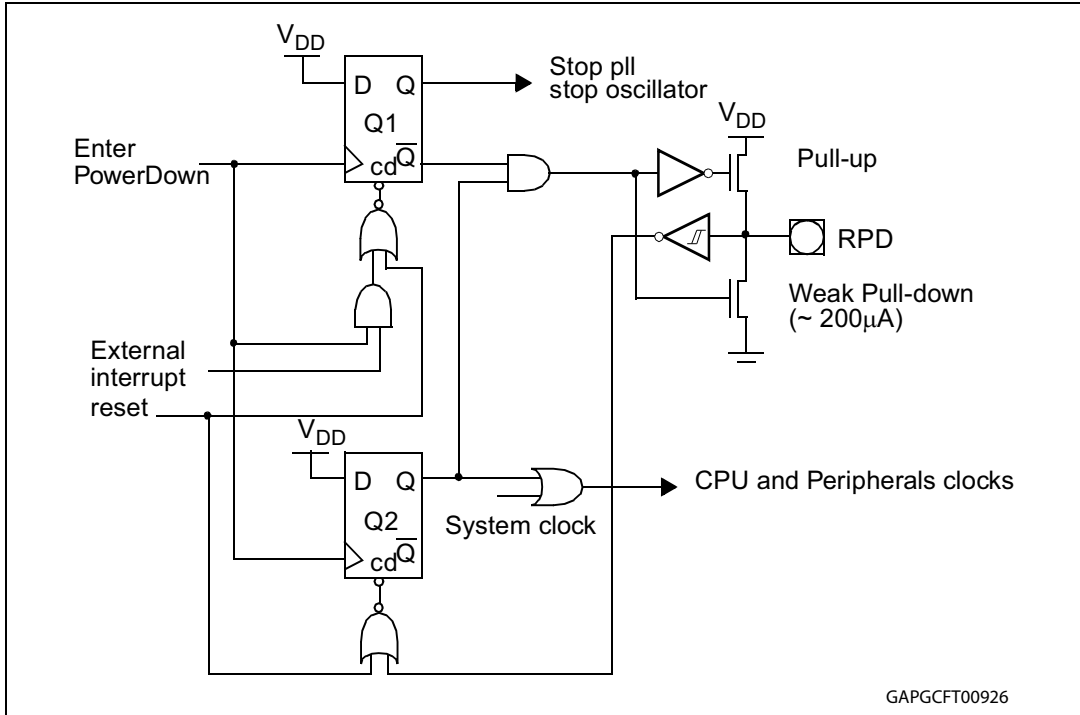 VDD
D Q
Q1
cd Q
Stop pll
stop oscillator
VDD
Pull-up
Enter
PowerDown
RPD
Weak Pull-down
(~ 200μA)
External
interrupt
reset
VDD
D Q
Q2
cd Q
System clock
CPU and Peripherals clocks
GAPGCFT00926